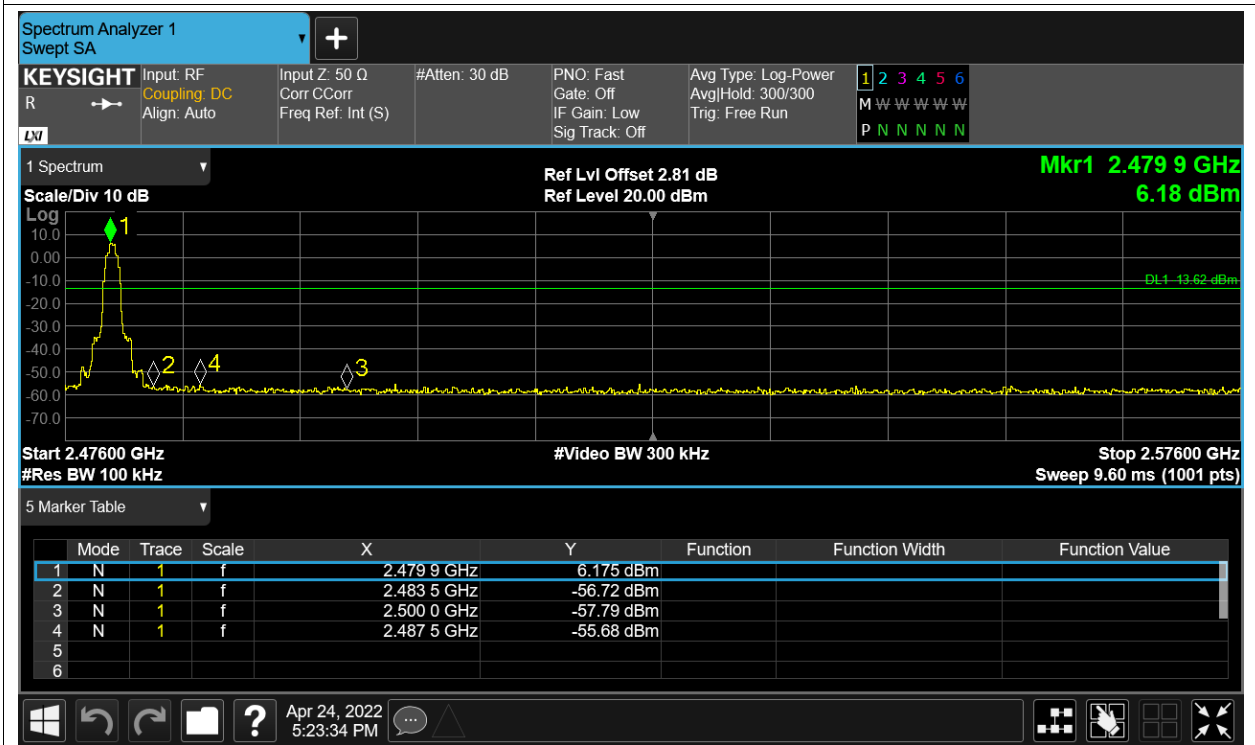 Spectrum Analyzer 1
Swept SA
KEYSIGHT Input: RF Input Z: 50 Ω #Atten: 30 dB PNO: Fast Avg Type: Log-Power 1 2 3 4 5 6
R Coupling: DC Corr CCorr Gate: Off Avg|Hold: 300/300 M W W W W W W
Align: Auto Freq Ref: Int (S) IF Gain: Low Trig: Free Run
LXI Sig Track: Off P N N N N N N
1 Spectrum Ref Lvl Offset 2.81 dB Mkr1 2.479 9 GHz
Scale/Div 10 dB Ref Level 20.00 dBm 6.18 dBm
Log
1
10.0
0.00
-10.0 DL1 -13.62 dBm
-20.0
-30.0
-40.0
2 4 3
-50.0
-60.0
-70.0
Start 2.47600 GHz #Video BW 300 kHz Stop 2.57600 GHz
#Res BW 100 kHz Sweep 9.60 ms (1001 pts)
5 Marker Table
Mode Trace Scale X Y Function Function Width Function Value
1 N 1 f 2.479 9 GHz 6.175 dBm
2 N 1 f 2.483 5 GHz -56.72 dBm
3 N 1 f 2.500 0 GHz -57.79 dBm
4 N 1 f 2.487 5 GHz -55.68 dBm
5
6
? Apr 24, 2022
5:23:34 PM